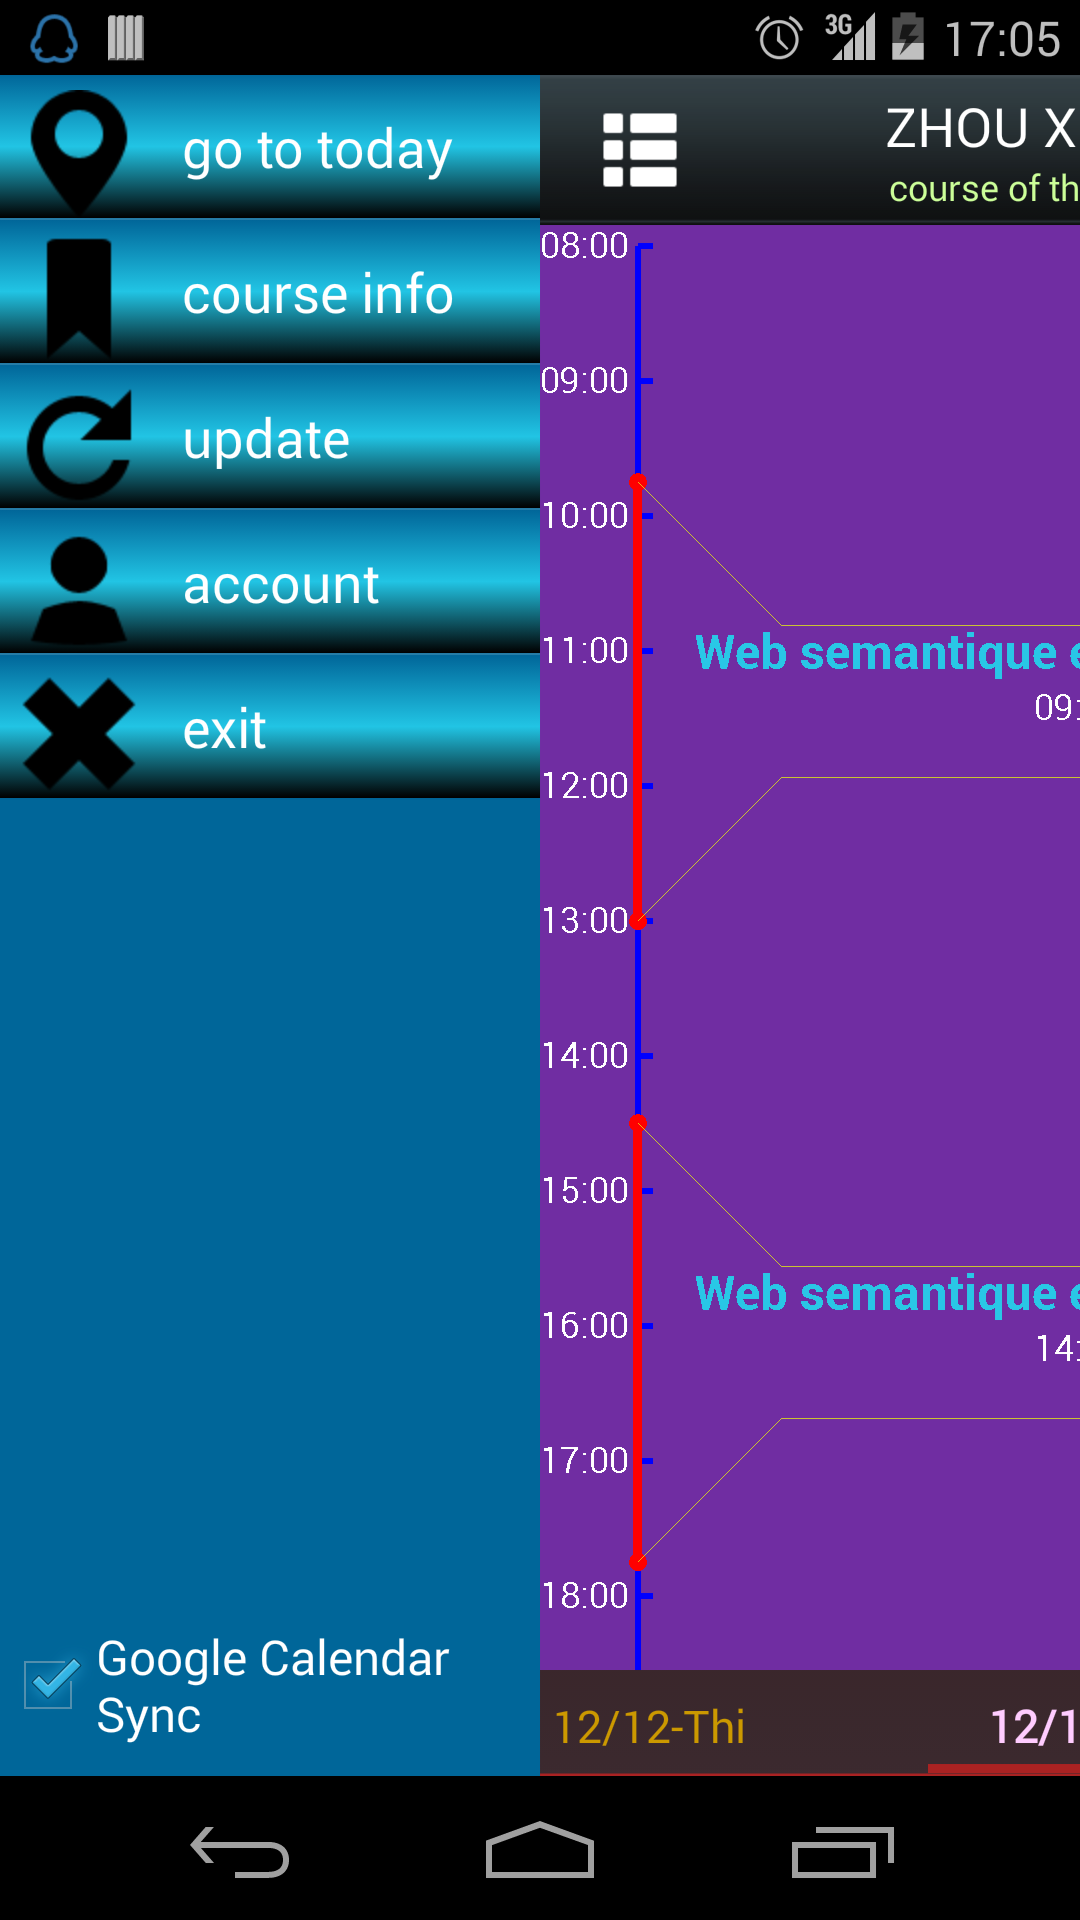 3G 17:05
go to today
course info
update
account
exit
Google Calendar
Sync
ZHOU X
course of th
08:00
09:00
10:00
11:00
Web semantique e
09:
12:00
13:00
14:00
15:00
Web semantique e
16:00
14:
17:00
18:00
12/12-Thi
12/1